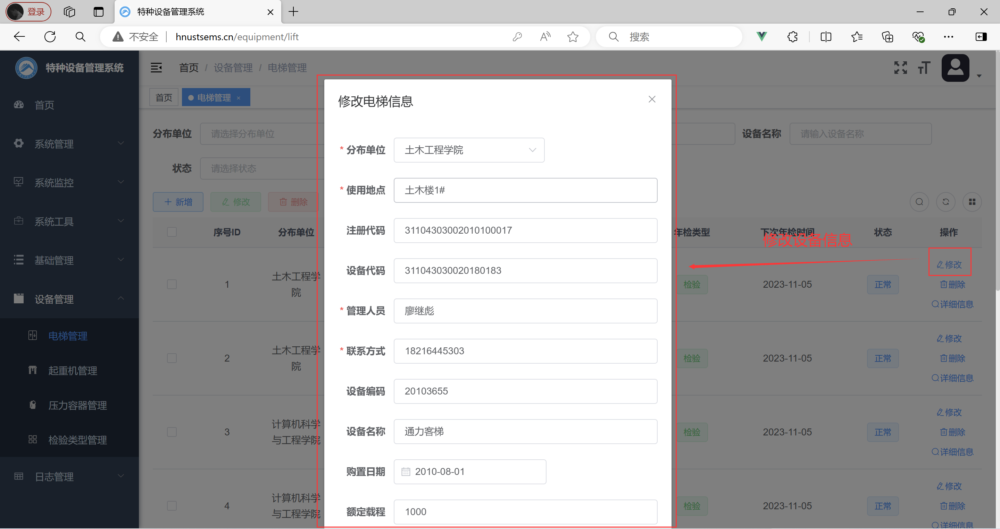 登录
特种设备管理系统
不安全
hnustsems.cn/equipment/lift
搜索
特种设备管理系统
首页 / 设备管理 / 电梯管理
首页
电梯管理 ×
首页
系统管理
系统监控
系统工具
基础管理
设备管理
电梯管理
起重机管理
压力容器管理
检验类型管理
日志管理
分布单位 请选择分布单位
设备名称 请输入设备名称
状态 请选择状态
+ 新增 修改 删除
序号ID 分布单位 年检类型 下次年检时间 状态 操作
修改设备信息
1 土木工程学院 检验 2023-11-05 正常 修改 删除 详细信息
2 土木工程学院 检验 2023-11-05 正常 修改 删除 详细信息
3 计算机科学与工程学院 检验 2023-11-05 正常 修改 删除 详细信息
4 计算机科学与工程学院 检验 2023-11-05 正常 修改 删除 详细信息
修改电梯信息
* 分布单位 土木工程学院
* 使用地点 土木楼1#
注册代码 31104303002010100017
设备代码 311043030020180183
* 管理人员 廖继彪
* 联系方式 18216445303
设备编码 20103655
设备名称 通力客梯
购置日期 2010-08-01
额定载程 1000